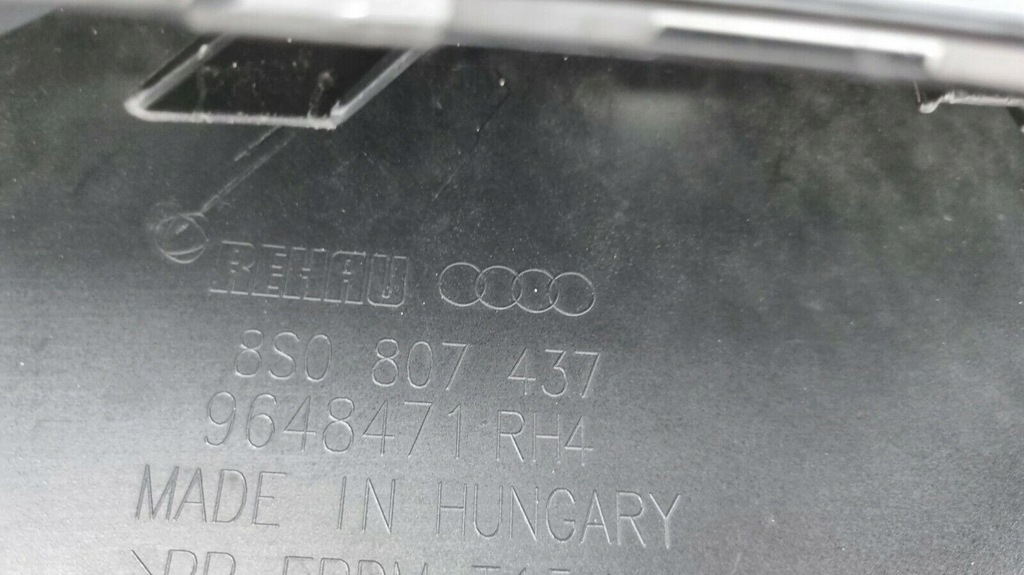 REHAU
8S0 807 437
9648471 RH4
MADE IN HUNGARY